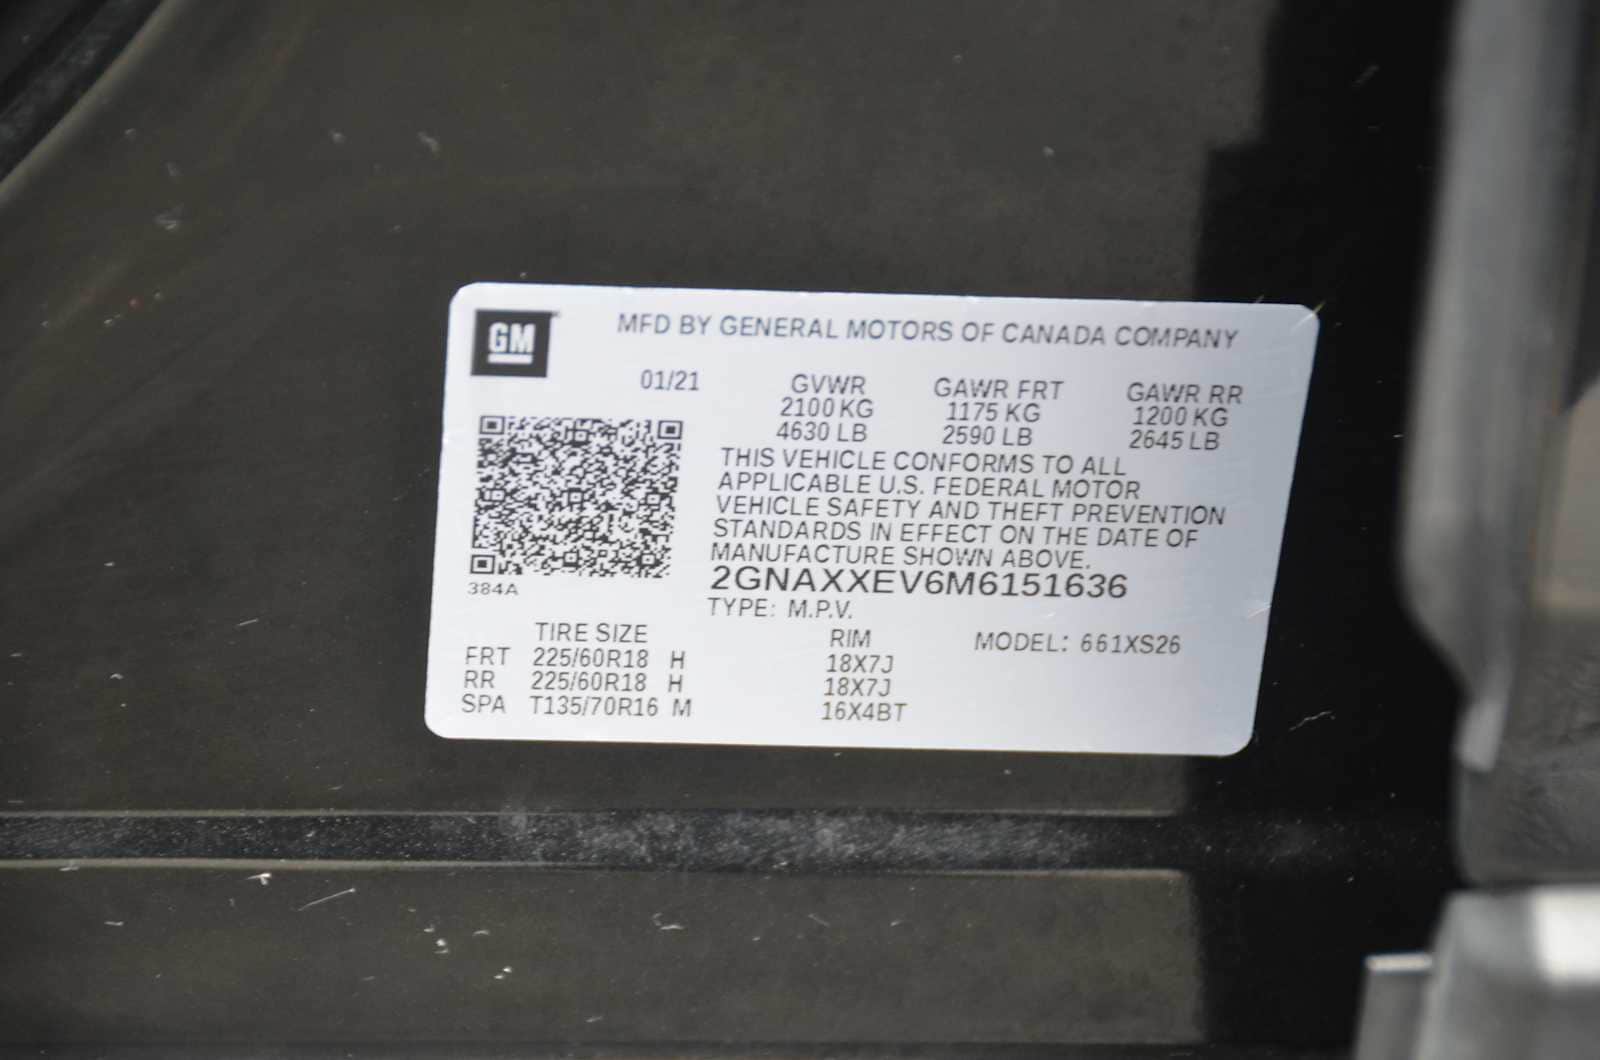 GM
MFD BY GENERAL MOTORS OF CANADA COMPANY
01/21 GVWR GAWR FRT GAWR RR
2100 KG 1175 KG 1200 KG
4630 LB 2590 LB 2645 LB
THIS VEHICLE CONFORMS TO ALL
APPLICABLE U.S. FEDERAL MOTOR
VEHICLE SAFETY AND THEFT PREVENTION
STANDARDS IN EFFECT ON THE DATE OF
MANUFACTURE SHOWN ABOVE.
384A
2GNAXXEV6M6151636
TYPE: M.P.V.
TIRE SIZE RIM MODEL: 661XS26
FRT 225/60R18 H 18X7J
RR 225/60R18 H 18X7J
SPA T135/70R16 M 16X4BT